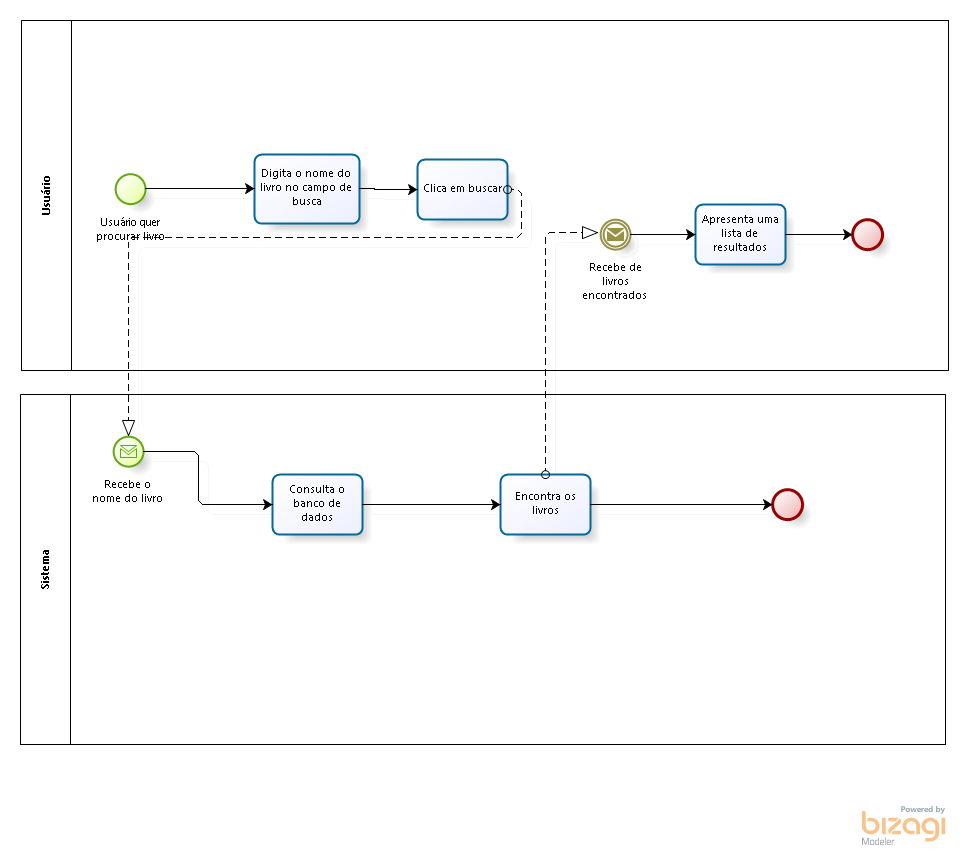 Usuário
Usuário quer
procurar livro
Digita o nome do
livro no campo de
busca
Clica em buscar
Recebe de
livros
encontrados
Apresenta uma
lista de
resultados
Sistema
Recebe o
nome do livro
Consulta o
banco de
dados
Encontra os
livros
Powered by
bizagi
Modeler